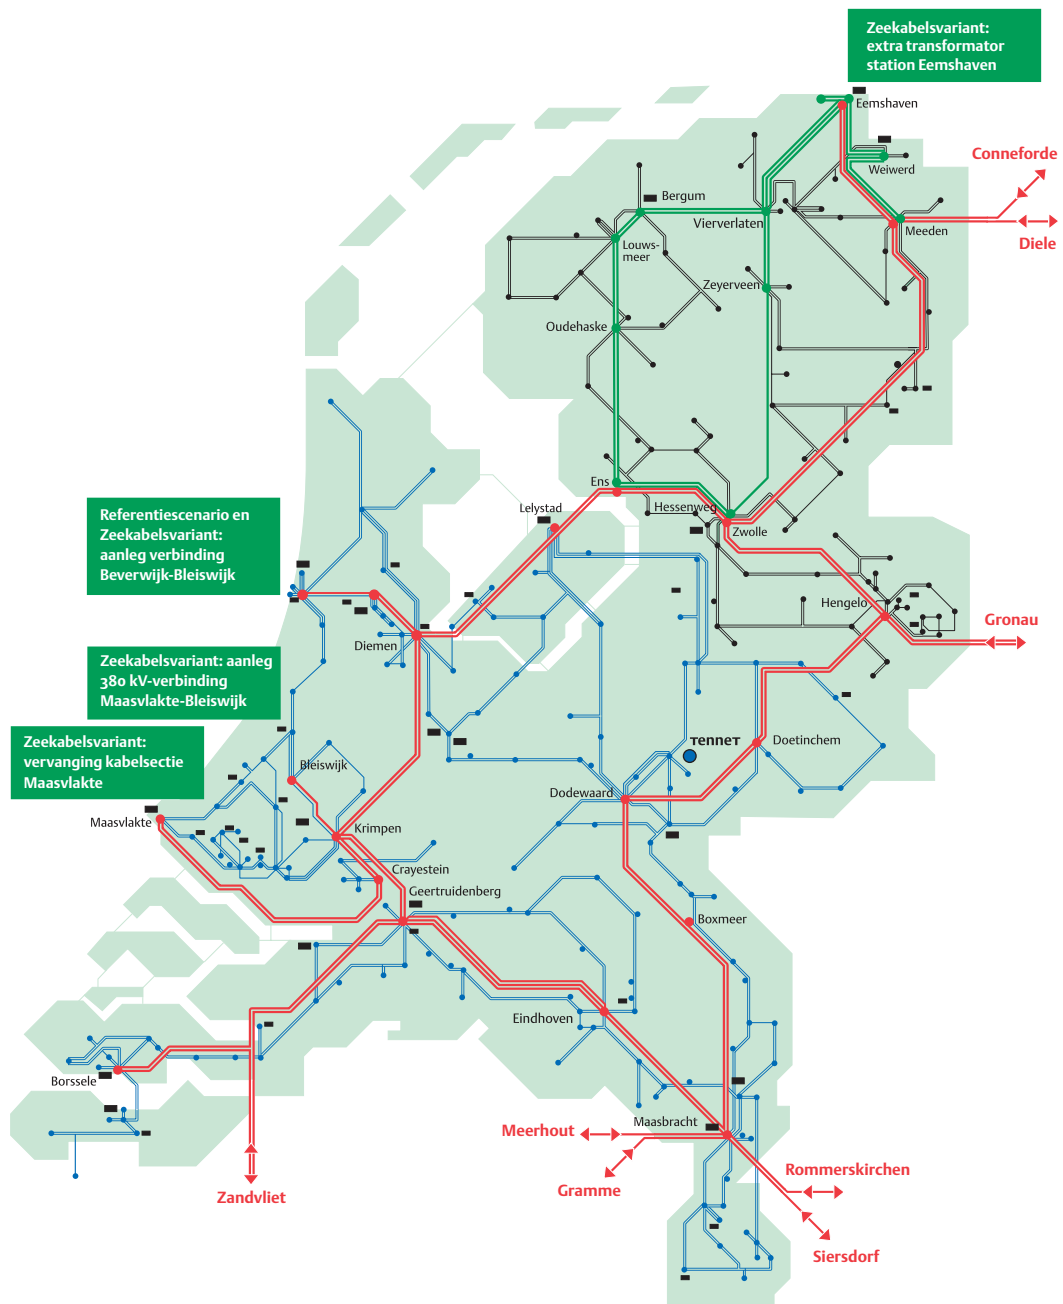 Zeekabelsvariant:
extra transformator
station Eemshaven
Eemshaven
Conneforde
Weiwerd
Bergum
Vierverlaten
Meeden
Diele
Louws-
meer
Zeyerveen
Oudehaske
Ens
Lelystad
Hessenweg
Zwolle
Referentiescenario en
Zeekabelsvariant:
aanleg verbinding
Beverwijk-Bleiswijk
Hengelo
Gronau
Diemen
Zeekabelsvariant: aanleg
380 kV-verbinding
Maasvlakte-Bleiswijk
Zeekabelsvariant:
vervanging kabelsectie
Maasvlakte
TenneT
Doetinchem
Bleiswijk
Dodewaard
Maasvlakte
Krimpen
Crayestein
Geertruidenberg
Boxmeer
Eindhoven
Borssele
Maasbracht
Meerhout
Rommerskirchen
Gramme
Zandvliet
Siersdorf